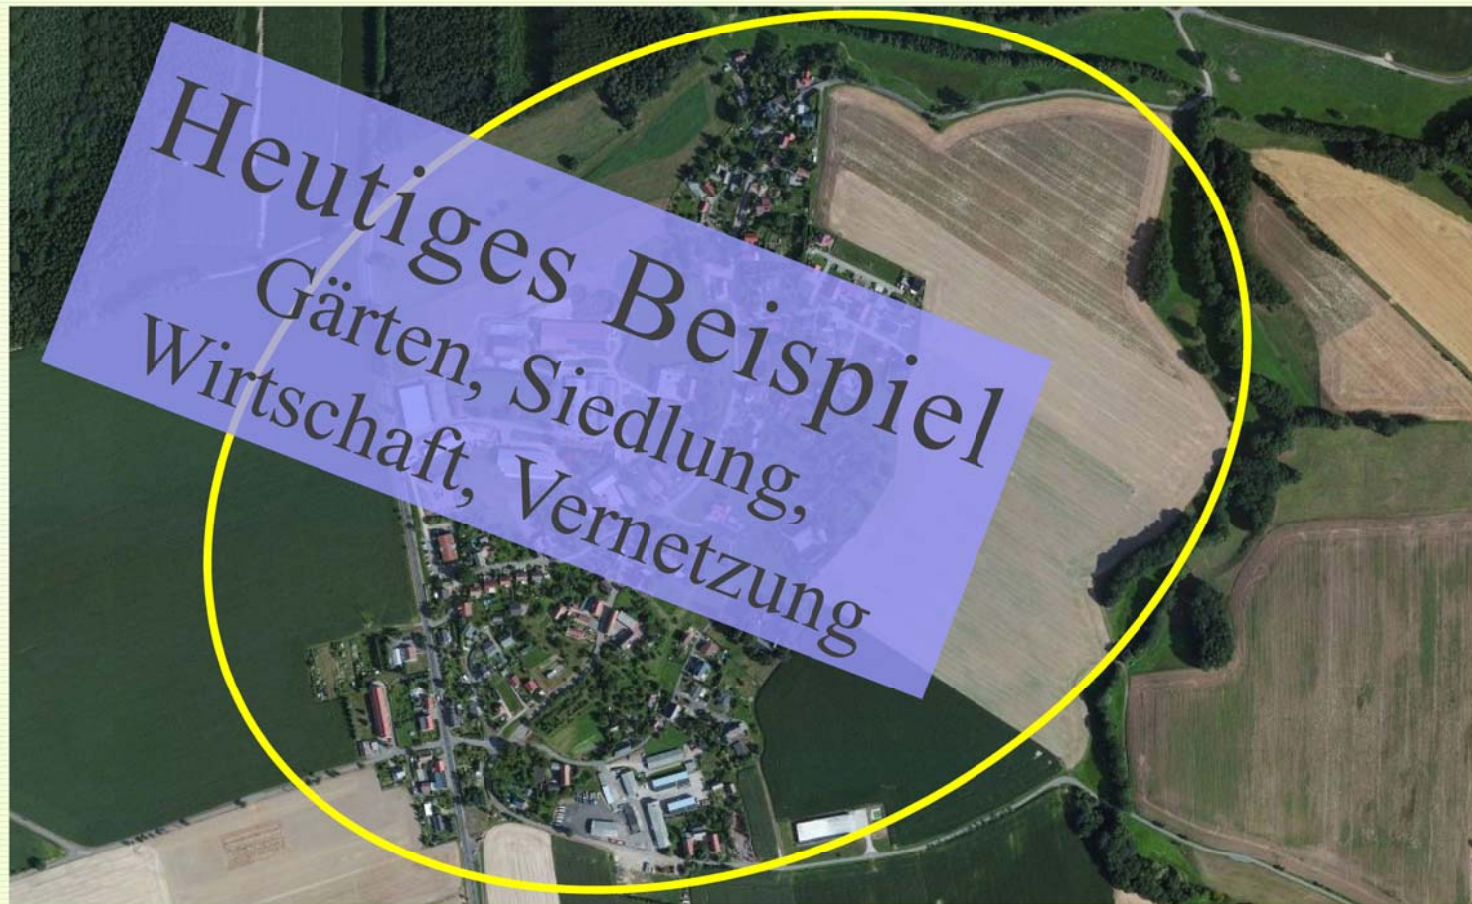 Heutiges Beispiel
Gärten, Siedlung,
Wirtschaft, Vernetzung